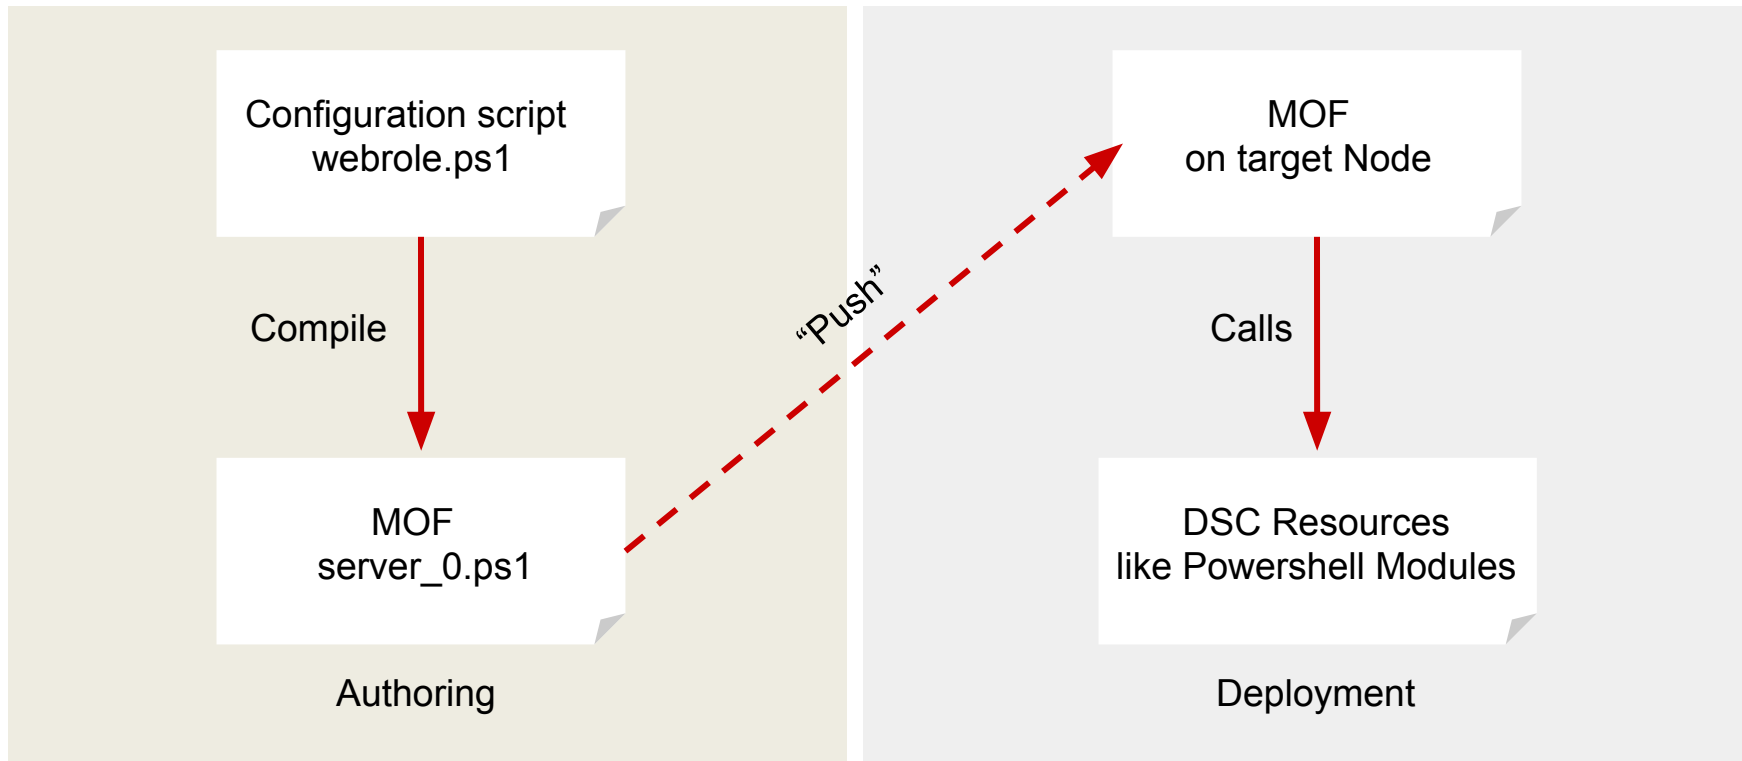 Configuration script
webrole.ps1
Compile
MOF
server_0.ps1
Authoring
“Push”
MOF
on target Node
Calls
DSC Resources
like Powershell Modules
Deployment